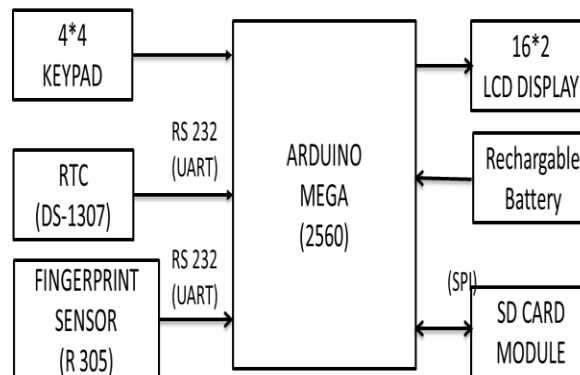 4*4
KEYPAD
RS 232
(UART)
RTC
(DS-1307)
RS 232
(UART)
FINGERPRINT
SENSOR
(R 305)
ARDUINO
MEGA
(2560)
16*2
LCD DISPLAY
Rechargable
Battery
(SPI)
SD CARD
MODULE